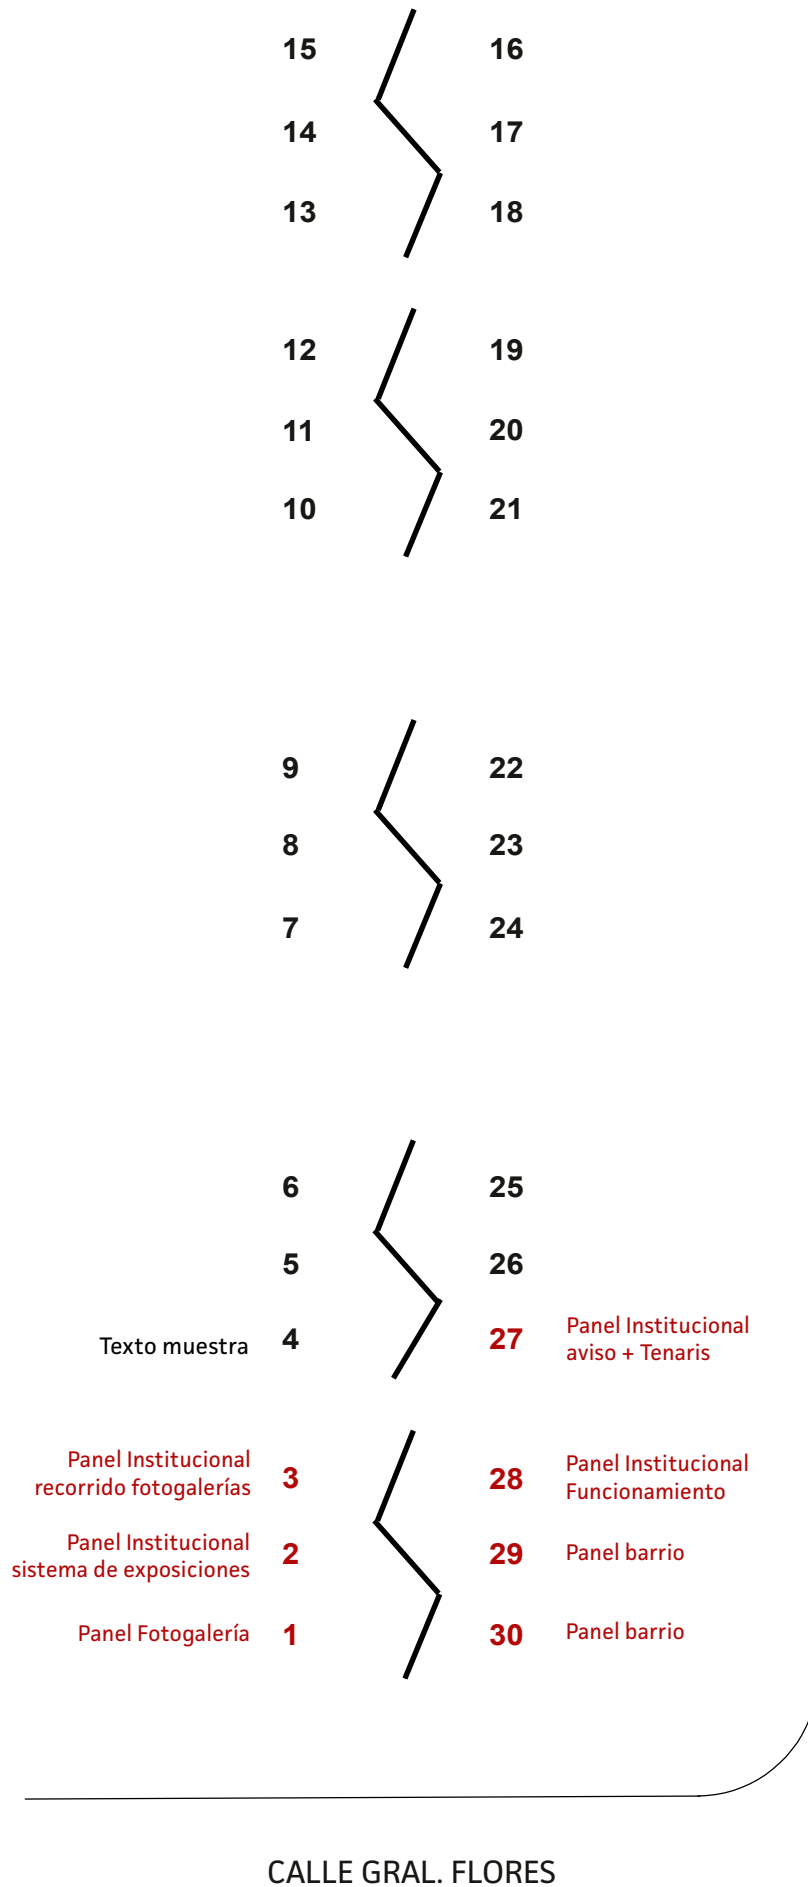 15 16
14 17
13 18
12 19
11 20
10 21
9 22
8 23
7 24
6 25
5 26
Texto muestra 4 27 Panel Institucional
aviso + Tenaris
Panel Institucional
recorrido fotogalerías 3 28 Panel Institucional
Funcionamiento
Panel Institucional
sistema de exposiciones 2 29 Panel barrio
Panel Fotogalería 1 30 Panel barrio
CALLE GRAL. FLORES